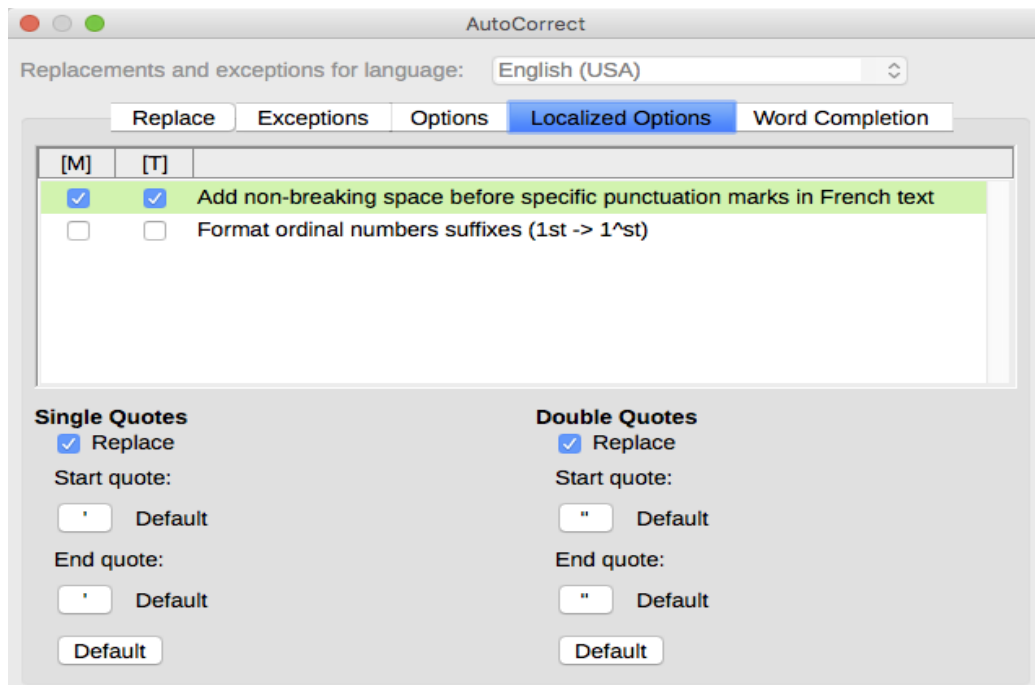 AutoCorrect
Replacements and exceptions for language: English (USA)
Replace Exceptions Options Localized Options Word Completion
[M] [T]
Add non-breaking space before specific punctuation marks in French text
Format ordinal numbers suffixes (1st -> 1^st)
Single Quotes
Replace
Start quote:
' Default
End quote:
' Default
Default
Double Quotes
Replace
Start quote:
" Default
End quote:
" Default
Default